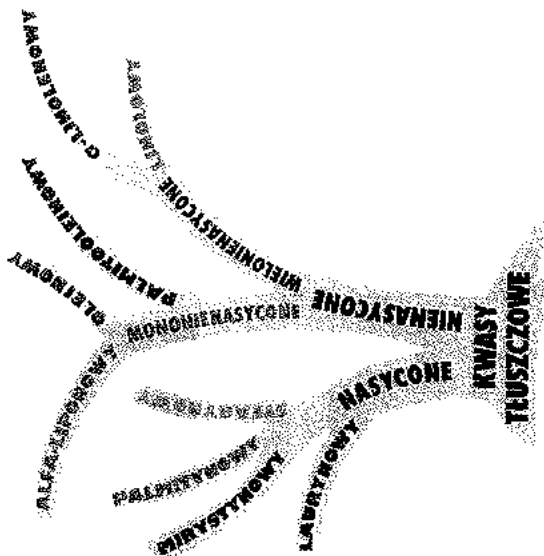 KWASY
TŁUSZCZOWE
NIENASYCONE
WIELONIENASYCONE
LINOLOWY
α-LINOLENOWY
MONONIENASYCONE
PALMITOOLEINOWY
OLEINOWY
ALFA-LIPONOWY
NASYCONE
PALMITYNOWY
MIRYSTYNOWY
LAURYNOWY